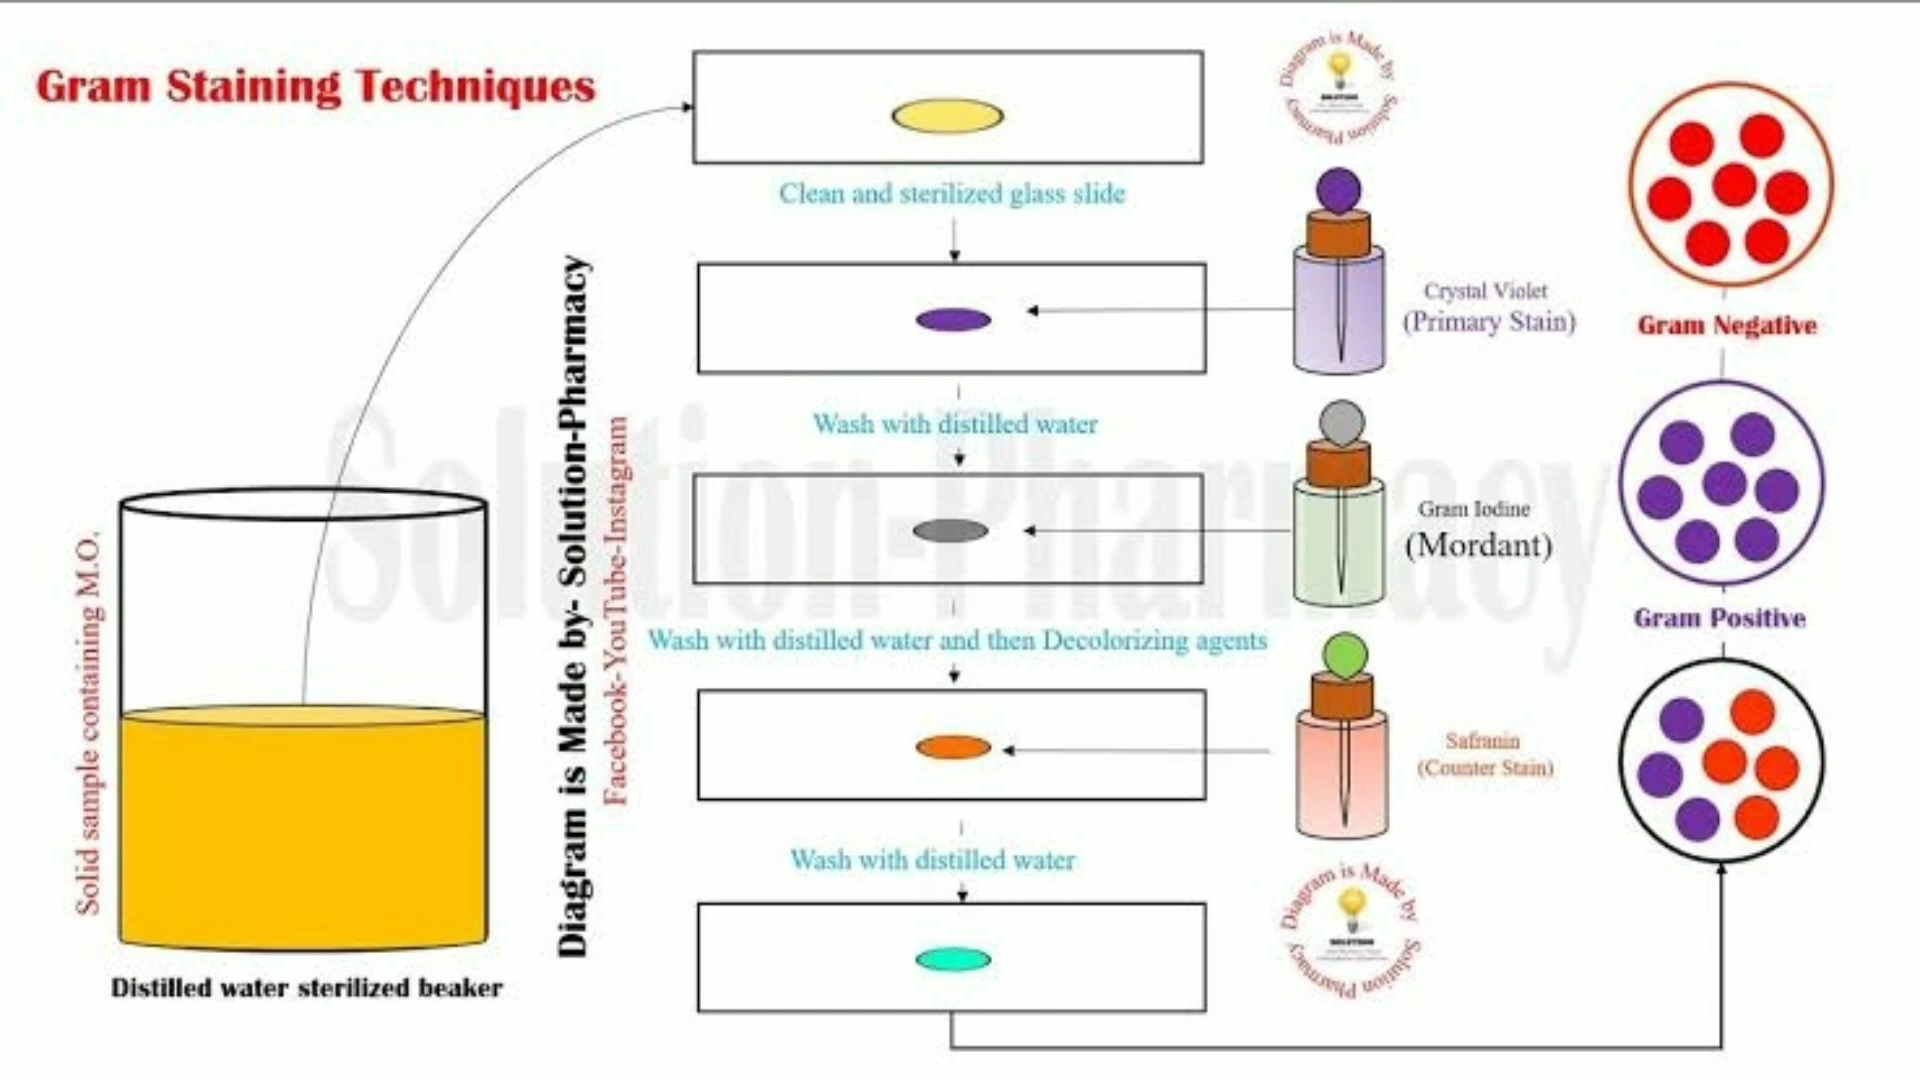 Gram Staining Techniques
Diagram is Made by Solution Pharmacy
SOLUTION
Clean and sterilized glass slide
Crystal Violet
(Primary Stain)
Gram Negative
Wash with distilled water
Gram Iodine
(Mordant)
Gram Positive
Wash with distilled water and then Decolorizing agents
Safranin
(Counter Stain)
Wash with distilled water
Diagram is Made by Solution Pharmacy
SOLUTION
Solid sample containing M.O.
Distilled water sterilized beaker
Diagram is Made by- Solution-Pharmacy
Facebook-YouTube-Instagram
Solution-Pharmacy